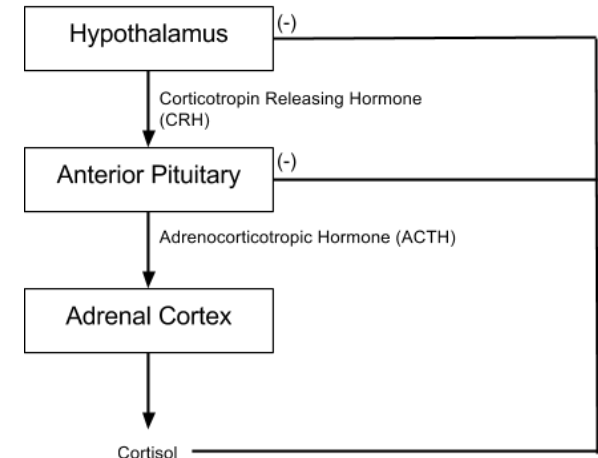 Hypothalamus
(-)
Corticotropin Releasing Hormone
(CRH)
Anterior Pituitary
(-)
Adrenocorticotropic Hormone (ACTH)
Adrenal Cortex
Cortisol